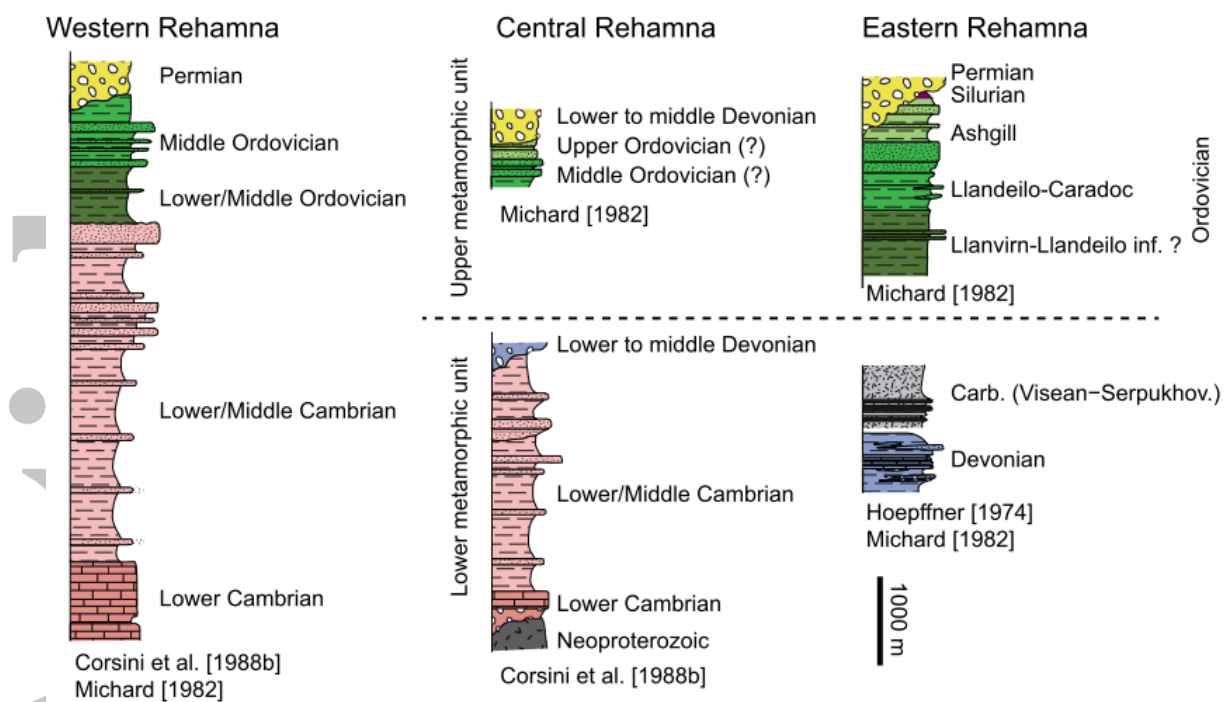 Western Rehamna
Permian
Middle Ordovician
Lower/Middle Ordovician
Lower/Middle Cambrian
Lower Cambrian
Corsini et al. [1988b]
Michard [1982]
Central Rehamna
Upper metamorphic unit
Lower to middle Devonian
Upper Ordovician (?)
Middle Ordovician (?)
Michard [1982]
Lower metamorphic unit
Lower to middle Devonian
Lower/Middle Cambrian
Lower Cambrian
Neoproterozoic
Corsini et al. [1988b]
Eastern Rehamna
Permian
Silurian
Ashgill
Llandeilo-Caradoc
Llanvirn-Llandeilo inf. ?
Ordovician
Michard [1982]
Carb. (Visean−Serpukhov.)
Devonian
Hoepffner [1974]
Michard [1982]
1000 m